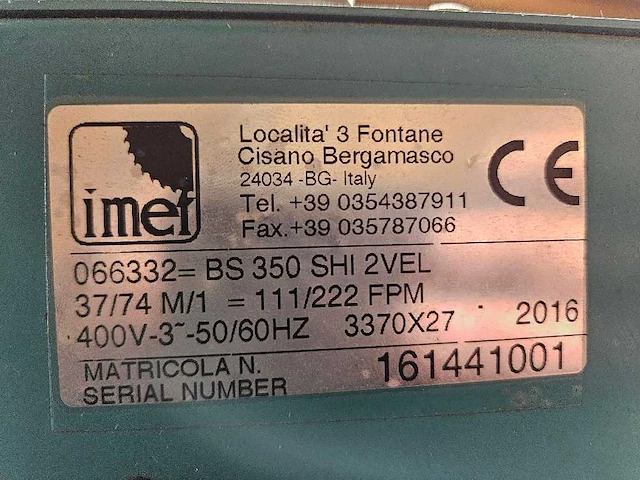 imet
Localita' 3 Fontane
Cisano Bergamasco
24034 -BG- Italy
Tel. +39 0354387911
Fax.+39 035787066
CE
066332= BS 350 SHI 2VEL
37/74 M/1 = 111/222 FPM
400V-3~-50/60HZ 3370X27 2016
MATRICOLA N.
SERIAL NUMBER 161441001